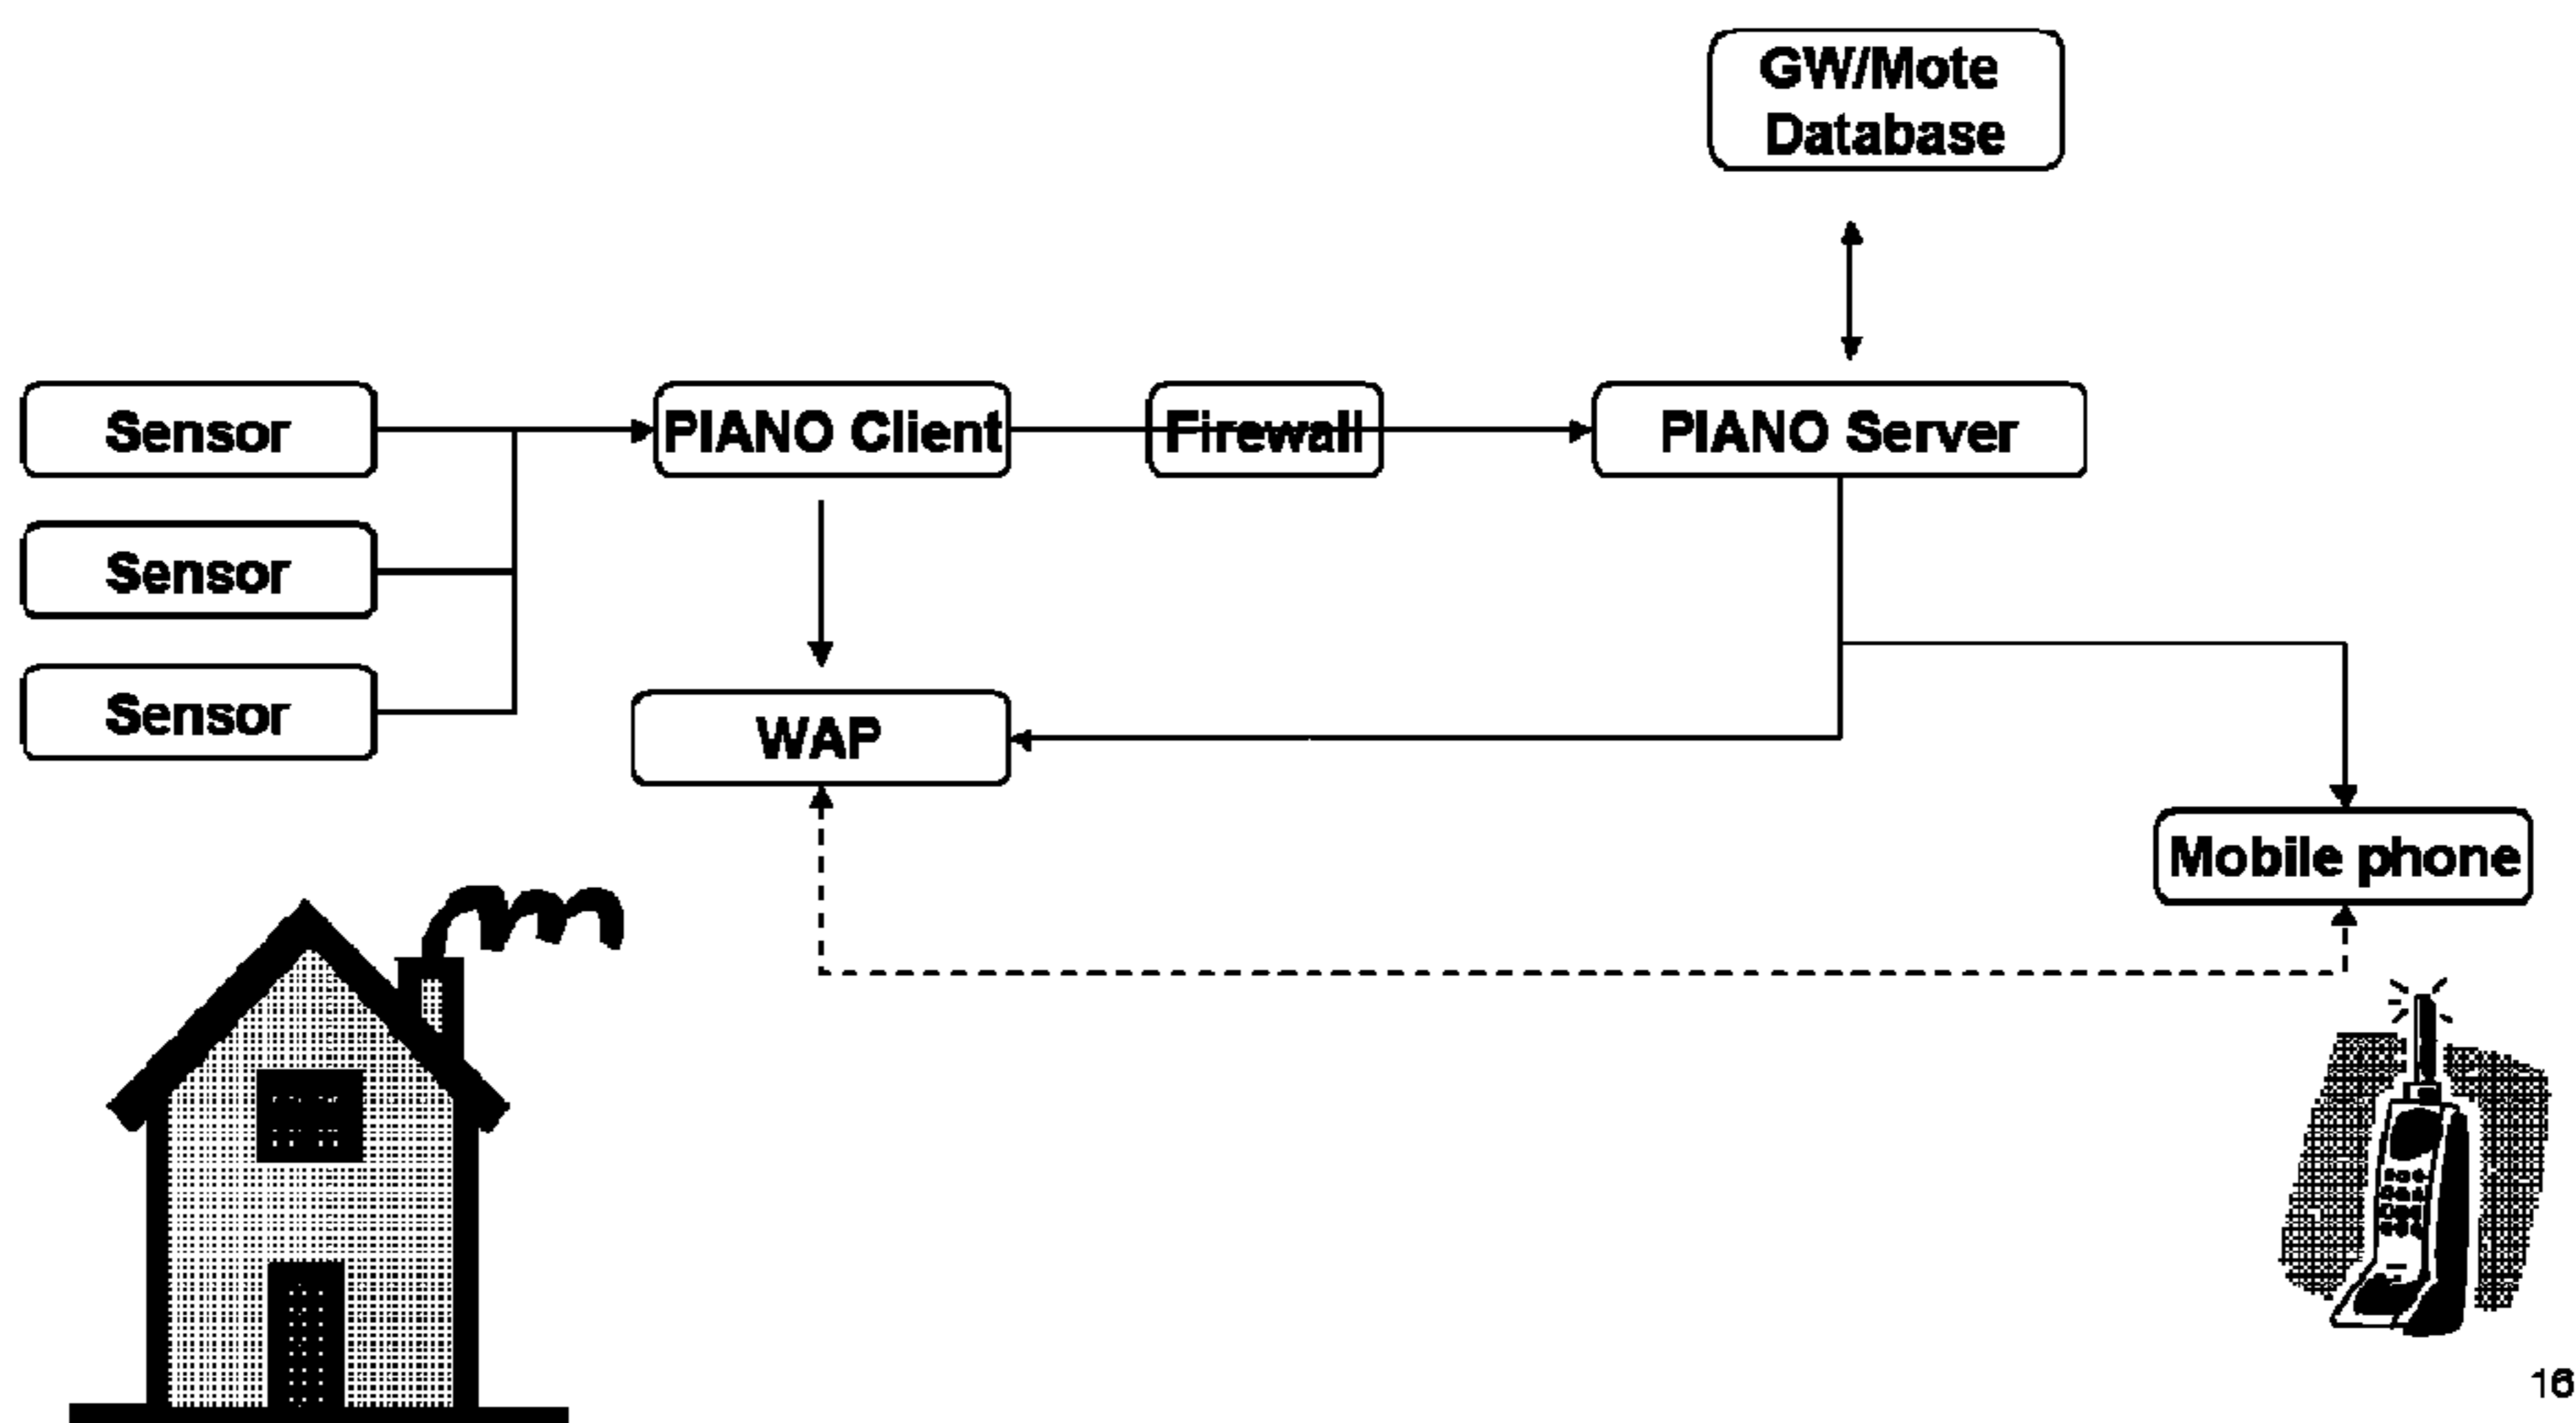 GW/Mote
Database
Sensor
PIANO Client
Firewall
PIANO Server
Sensor
Sensor
WAP
Mobile phone
16